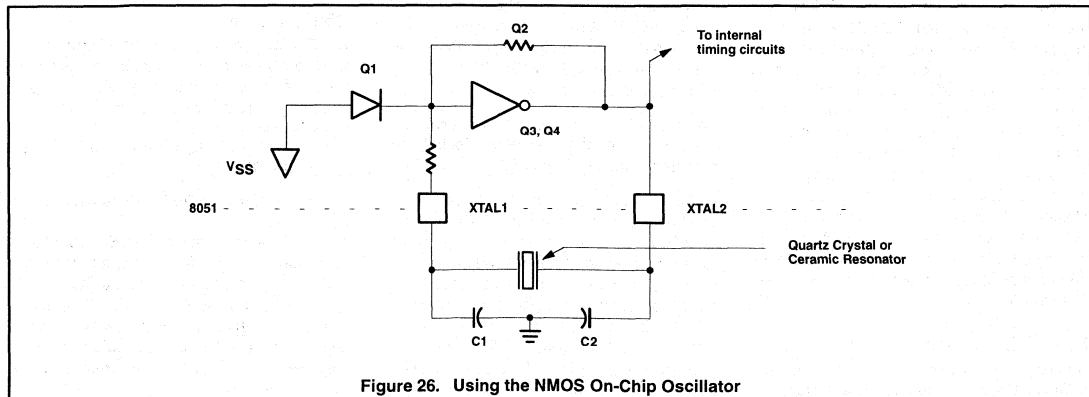 Q2
To internal
timing circuits
Q1
Q3, Q4
VSS
8051
XTAL1
XTAL2
Quartz Crystal or
Ceramic Resonator
C1
C2
Figure 26. Using the NMOS On-Chip Oscillator